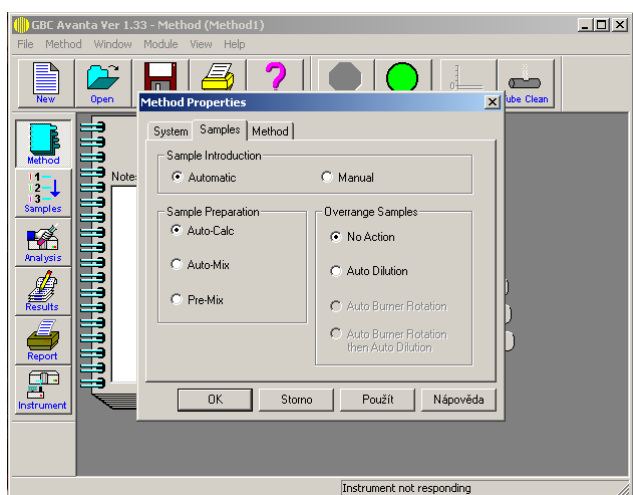 GBC Avanta Ver 1.33 - Method (Method1)
File Method Window Module View Help
New Open Tube Clean
Method Properties
System Samples Method
Sample Introduction
Automatic Manual
Sample Preparation Overrange Samples
Auto-Calc No Action
Auto-Mix Auto Dilution
Pre-Mix Auto Burner Rotation
Auto Burner Rotation
then Auto Dilution
OK Storno Použít Nápověda
Method
Samples
Analysis
Results
Report
Instrument
Instrument not responding